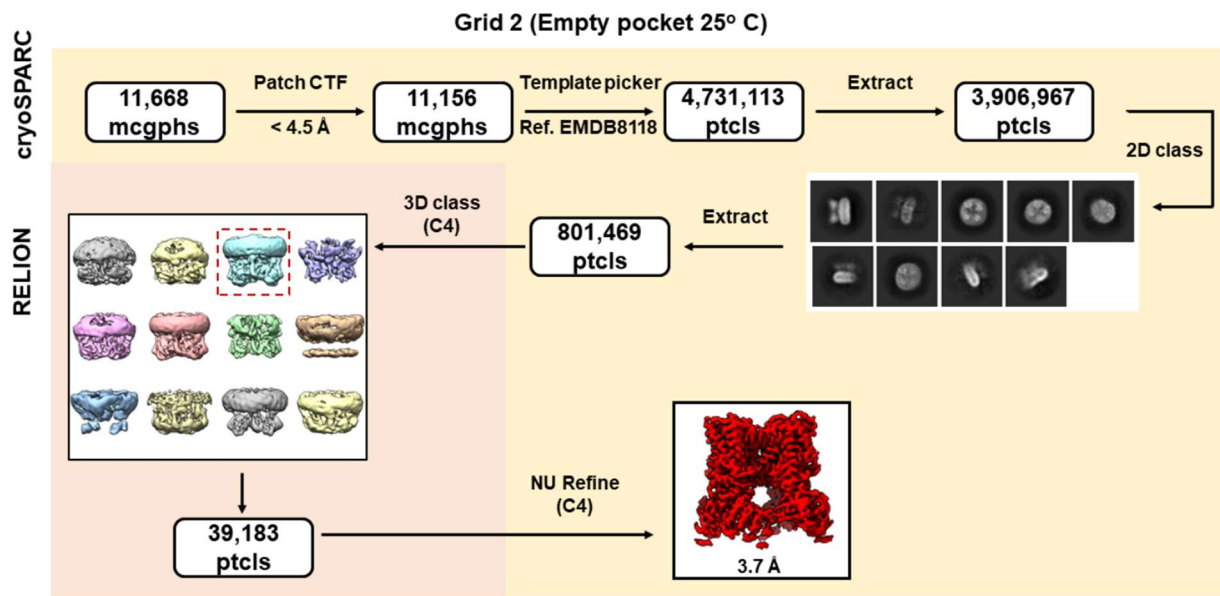 Grid 2 (Empty pocket 25° C)
cryoSPARC
11,668
mcgphs
Patch CTF
< 4.5 Å
11,156
mcgphs
Template picker
Ref. EMDB8118
4,731,113
ptcls
Extract
3,906,967
ptcls
2D class
Extract
801,469
ptcls
3D class
(C4)
RELION
39,183
ptcls
NU Refine
(C4)
3.7 Å